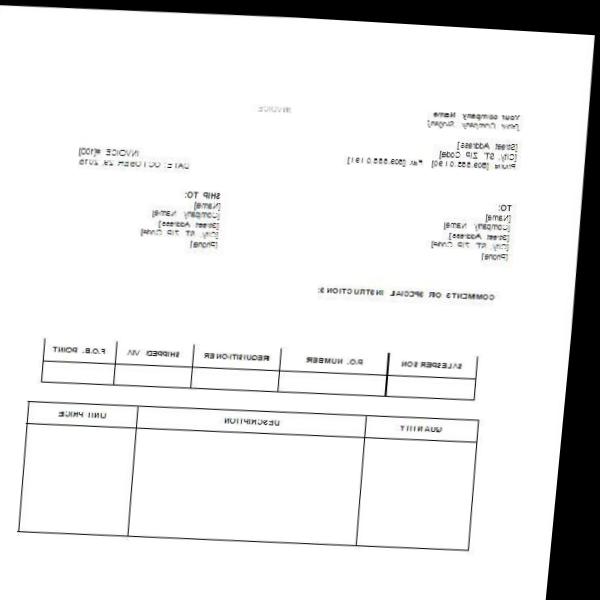 Your company Name
[Your Company Slogan]
INVOICE
[Street Address]
[City, ST ZIP Code]
Phone [509.555.0190] Fax [509.555.0191]
INVOICE #[100]
DATE: OCTOBER 29, 2015
TO:
[Name]
[Company Name]
[Street Address]
[City, ST ZIP Code]
[Phone]
SHIP TO:
[Name]
[Company Name]
[Street Address]
[City, ST ZIP Code]
[Phone]
COMMENTS OR SPECIAL INSTRUCTIONS:
SALESPERSON P.O. NUMBER REQUISITIONER SHIPPED VIA F.O.B. POINT
QUANTITY DESCRIPTION UNIT PRICE